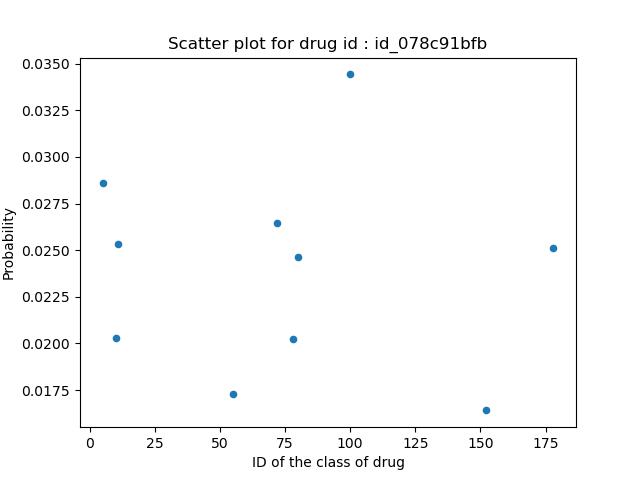 Scatter plot for drug id : id_078c91bfb
0.0350
0.0325
0.0300
0.0275
0.0250
0.0225
0.0200
0.0175
Probability
0 25 50 75 100 125 150 175
ID of the class of drug